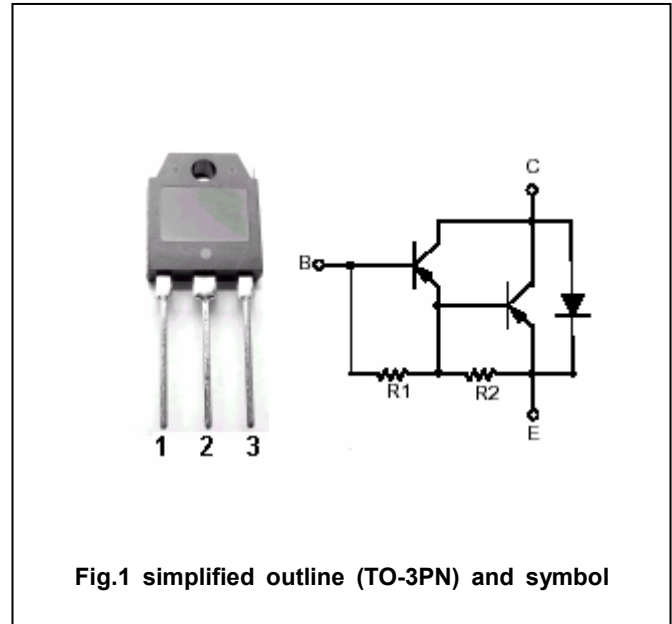 C
B
R1 R2
E
1 2 3
Fig.1 simplified outline (TO-3PN) and symbol